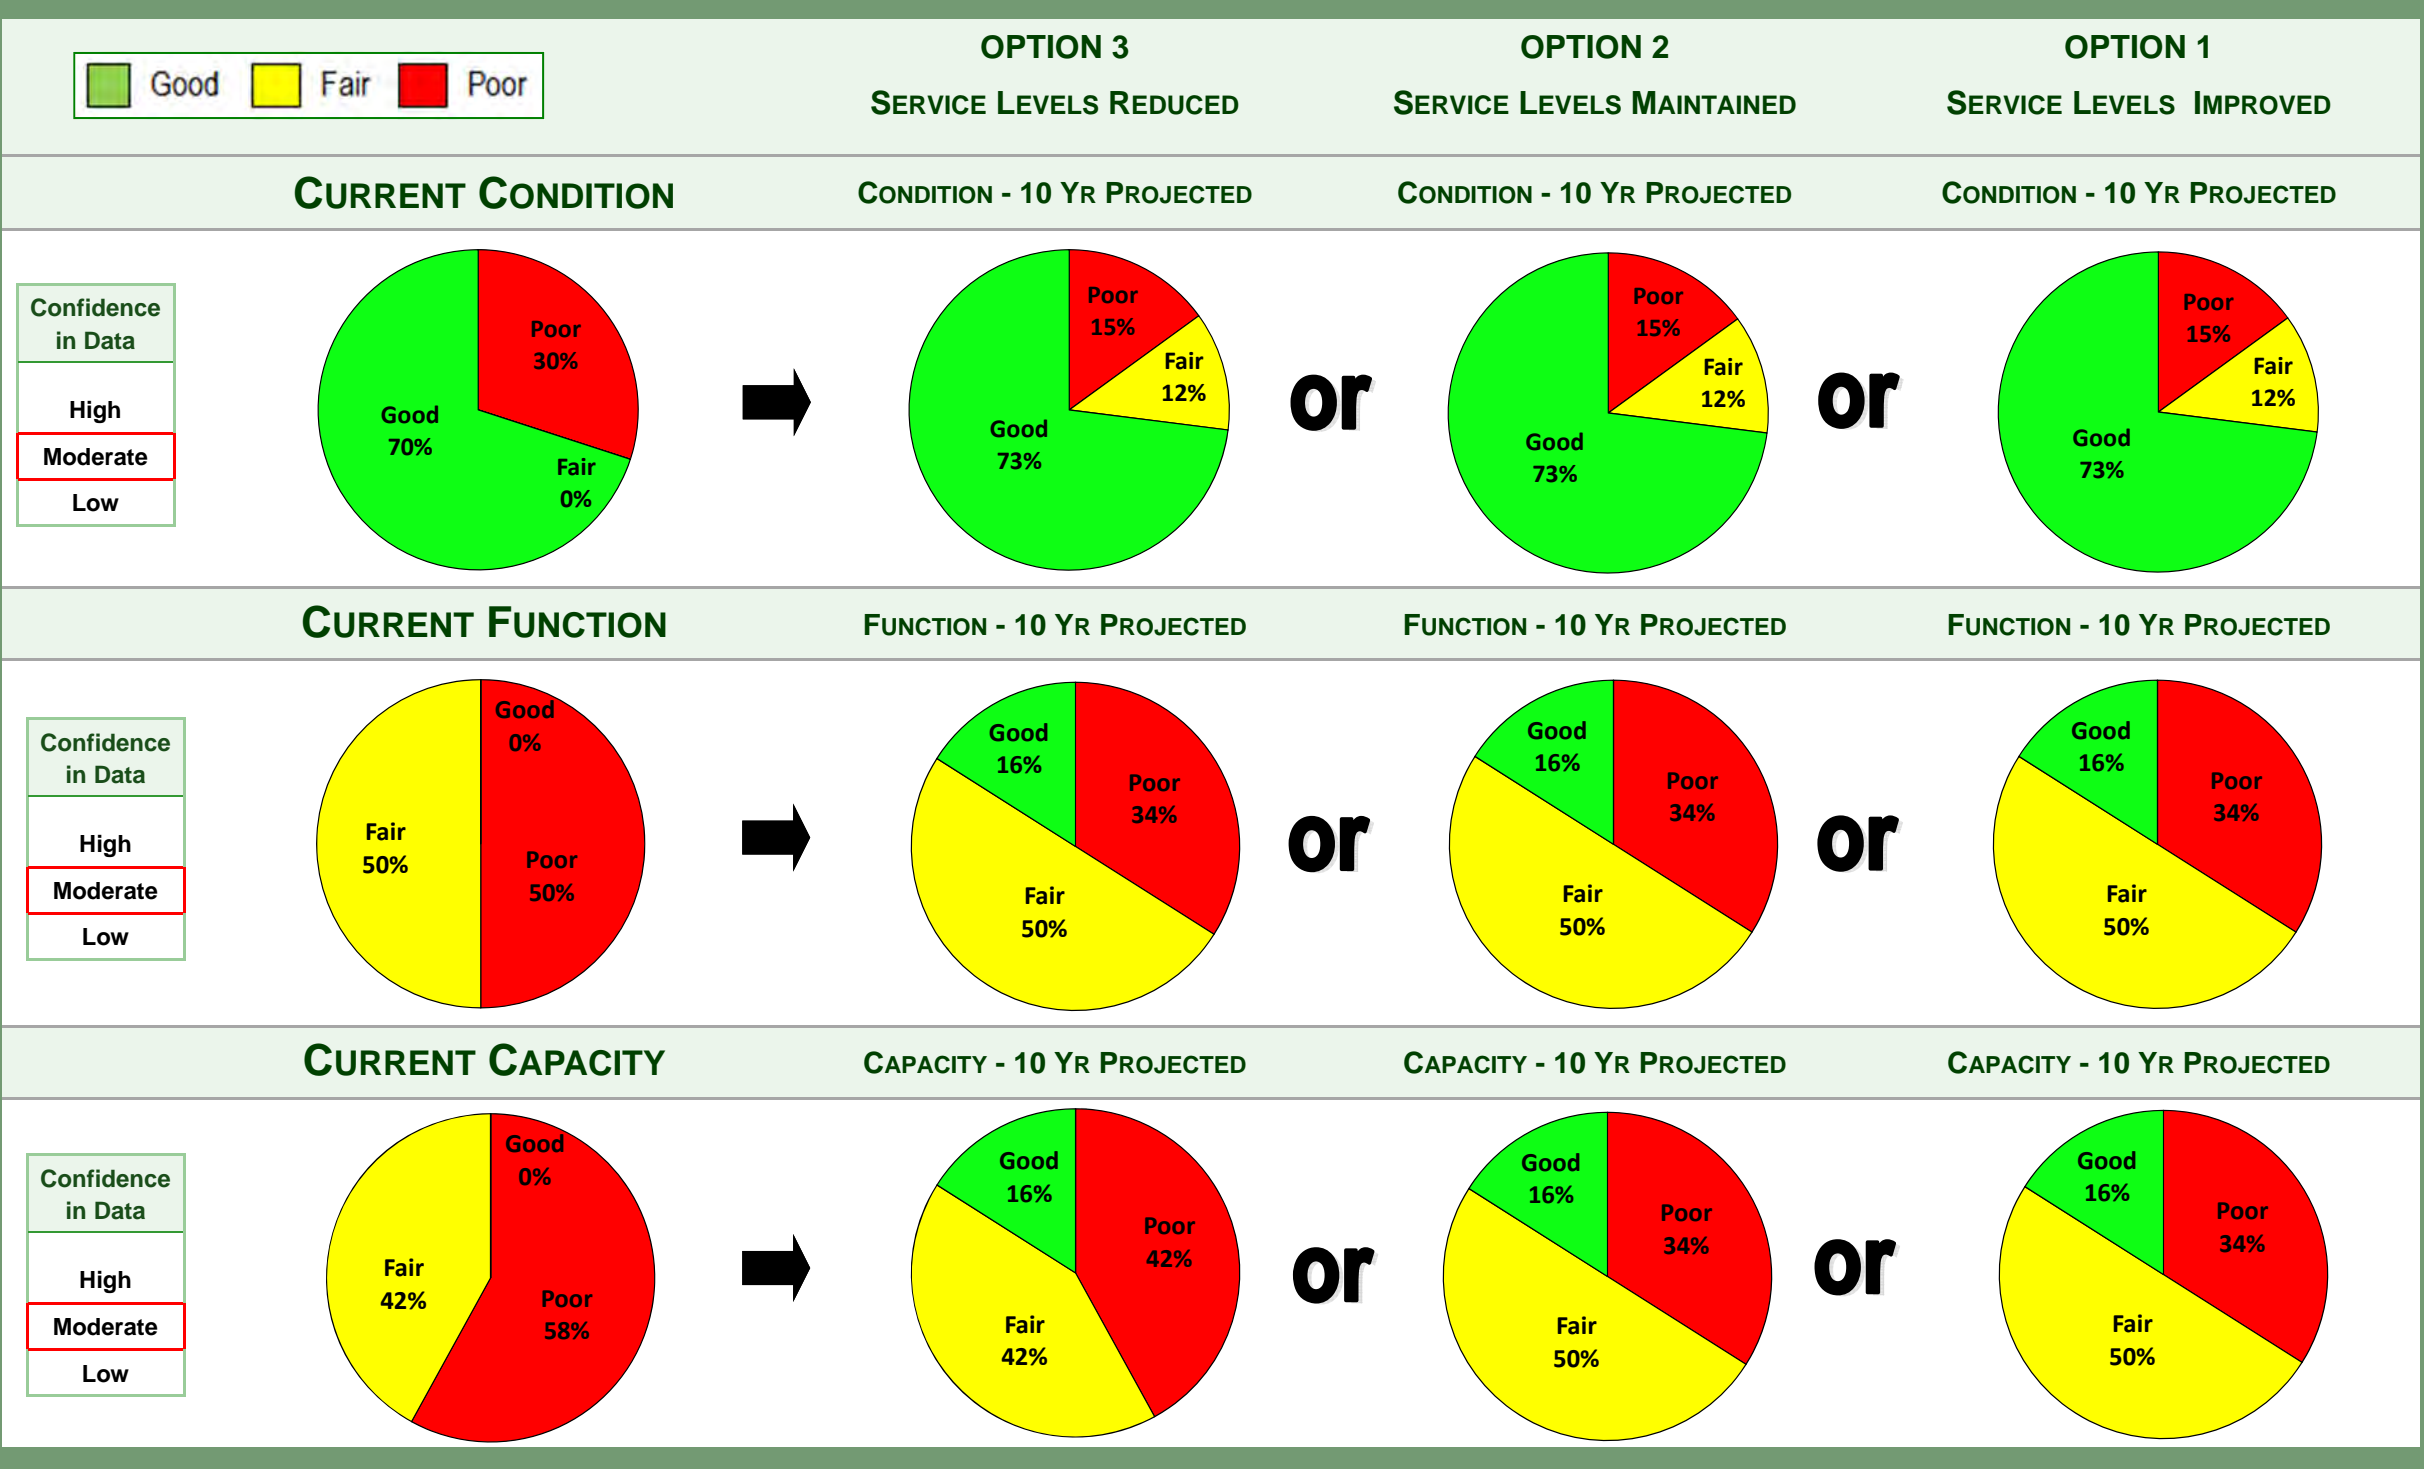 Good Fair Poor
OPTION 3
SERVICE LEVELS REDUCED
OPTION 2
SERVICE LEVELS MAINTAINED
OPTION 1
SERVICE LEVELS IMPROVED
CURRENT CONDITION
CONDITION - 10 YR PROJECTED
CONDITION - 10 YR PROJECTED
CONDITION - 10 YR PROJECTED
Confidence
in Data
High
Moderate
Low
Poor
30%
Good
70%
Fair
0%
Poor
15%
Fair
12%
Good
73%
or
Poor
15%
Fair
12%
Good
73%
or
Poor
15%
Fair
12%
Good
73%
CURRENT FUNCTION
FUNCTION - 10 YR PROJECTED
FUNCTION - 10 YR PROJECTED
FUNCTION - 10 YR PROJECTED
Confidence
in Data
High
Moderate
Low
Good
0%
Fair
50%
Poor
50%
Good
16%
Poor
34%
Fair
50%
or
Good
16%
Poor
34%
Fair
50%
or
Good
16%
Poor
34%
Fair
50%
CURRENT CAPACITY
CAPACITY - 10 YR PROJECTED
CAPACITY - 10 YR PROJECTED
CAPACITY - 10 YR PROJECTED
Confidence
in Data
High
Moderate
Low
Good
0%
Fair
42%
Poor
58%
Good
16%
Poor
42%
Fair
42%
or
Good
16%
Poor
34%
Fair
50%
or
Good
16%
Poor
34%
Fair
50%